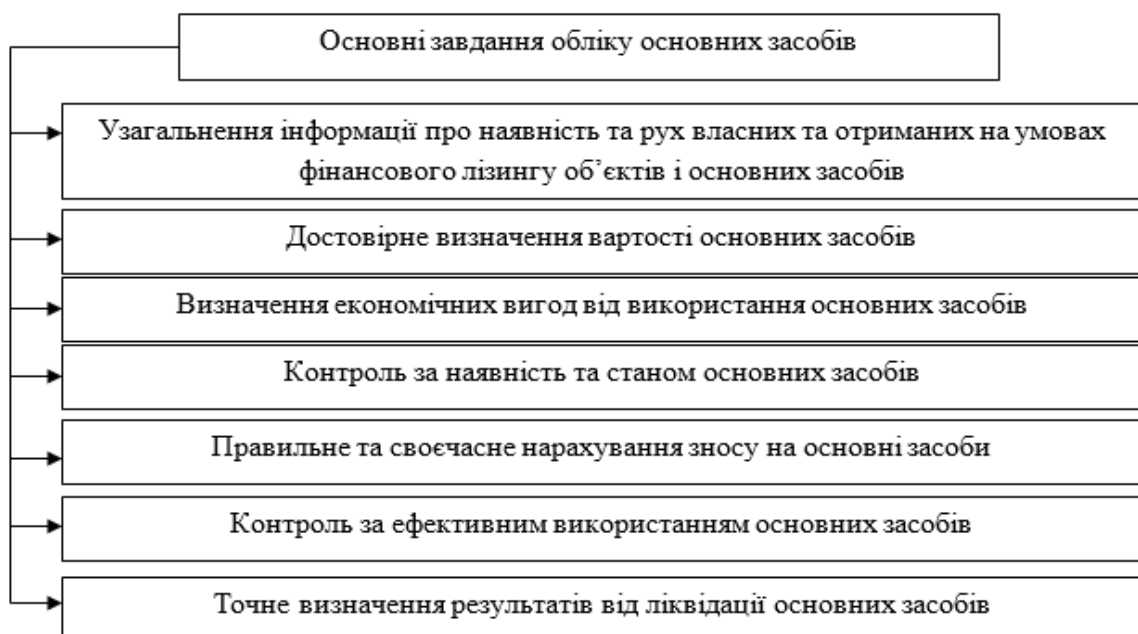 Основні завдання обліку основних засобів
Узагальнення інформації про наявність та рух власних та отриманих на умовах
фінансового лізингу об’єктів і основних засобів
Достовірне визначення вартості основних засобів
Визначення економічних вигод від використання основних засобів
Контроль за наявність та станом основних засобів
Правильне та своєчасне нарахування зносу на основні засоби
Контроль за ефективним використанням основних засобів
Точне визначення результатів від ліквідації основних засобів